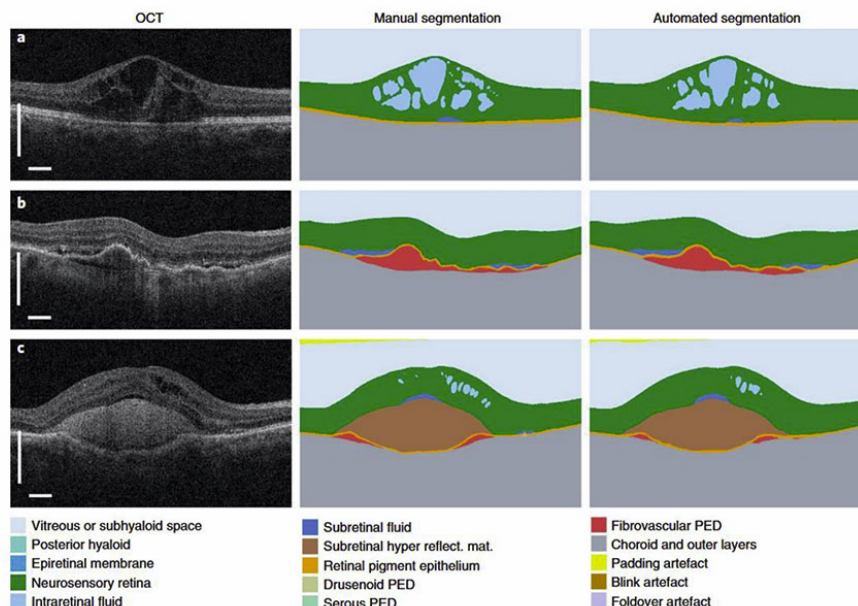 OCT Manual segmentation Automated segmentation
a
b
c
Vitreous or subhyaloid space
Posterior hyaloid
Epiretinal membrane
Neurosensory retina
Intraretinal fluid
Subretinal fluid
Subretinal hyper reflect. mat.
Retinal pigment epithelium
Drusenoid PED
Serous PED
Fibrovascular PED
Choroid and outer layers
Padding artefact
Blink artefact
Foldover artefact